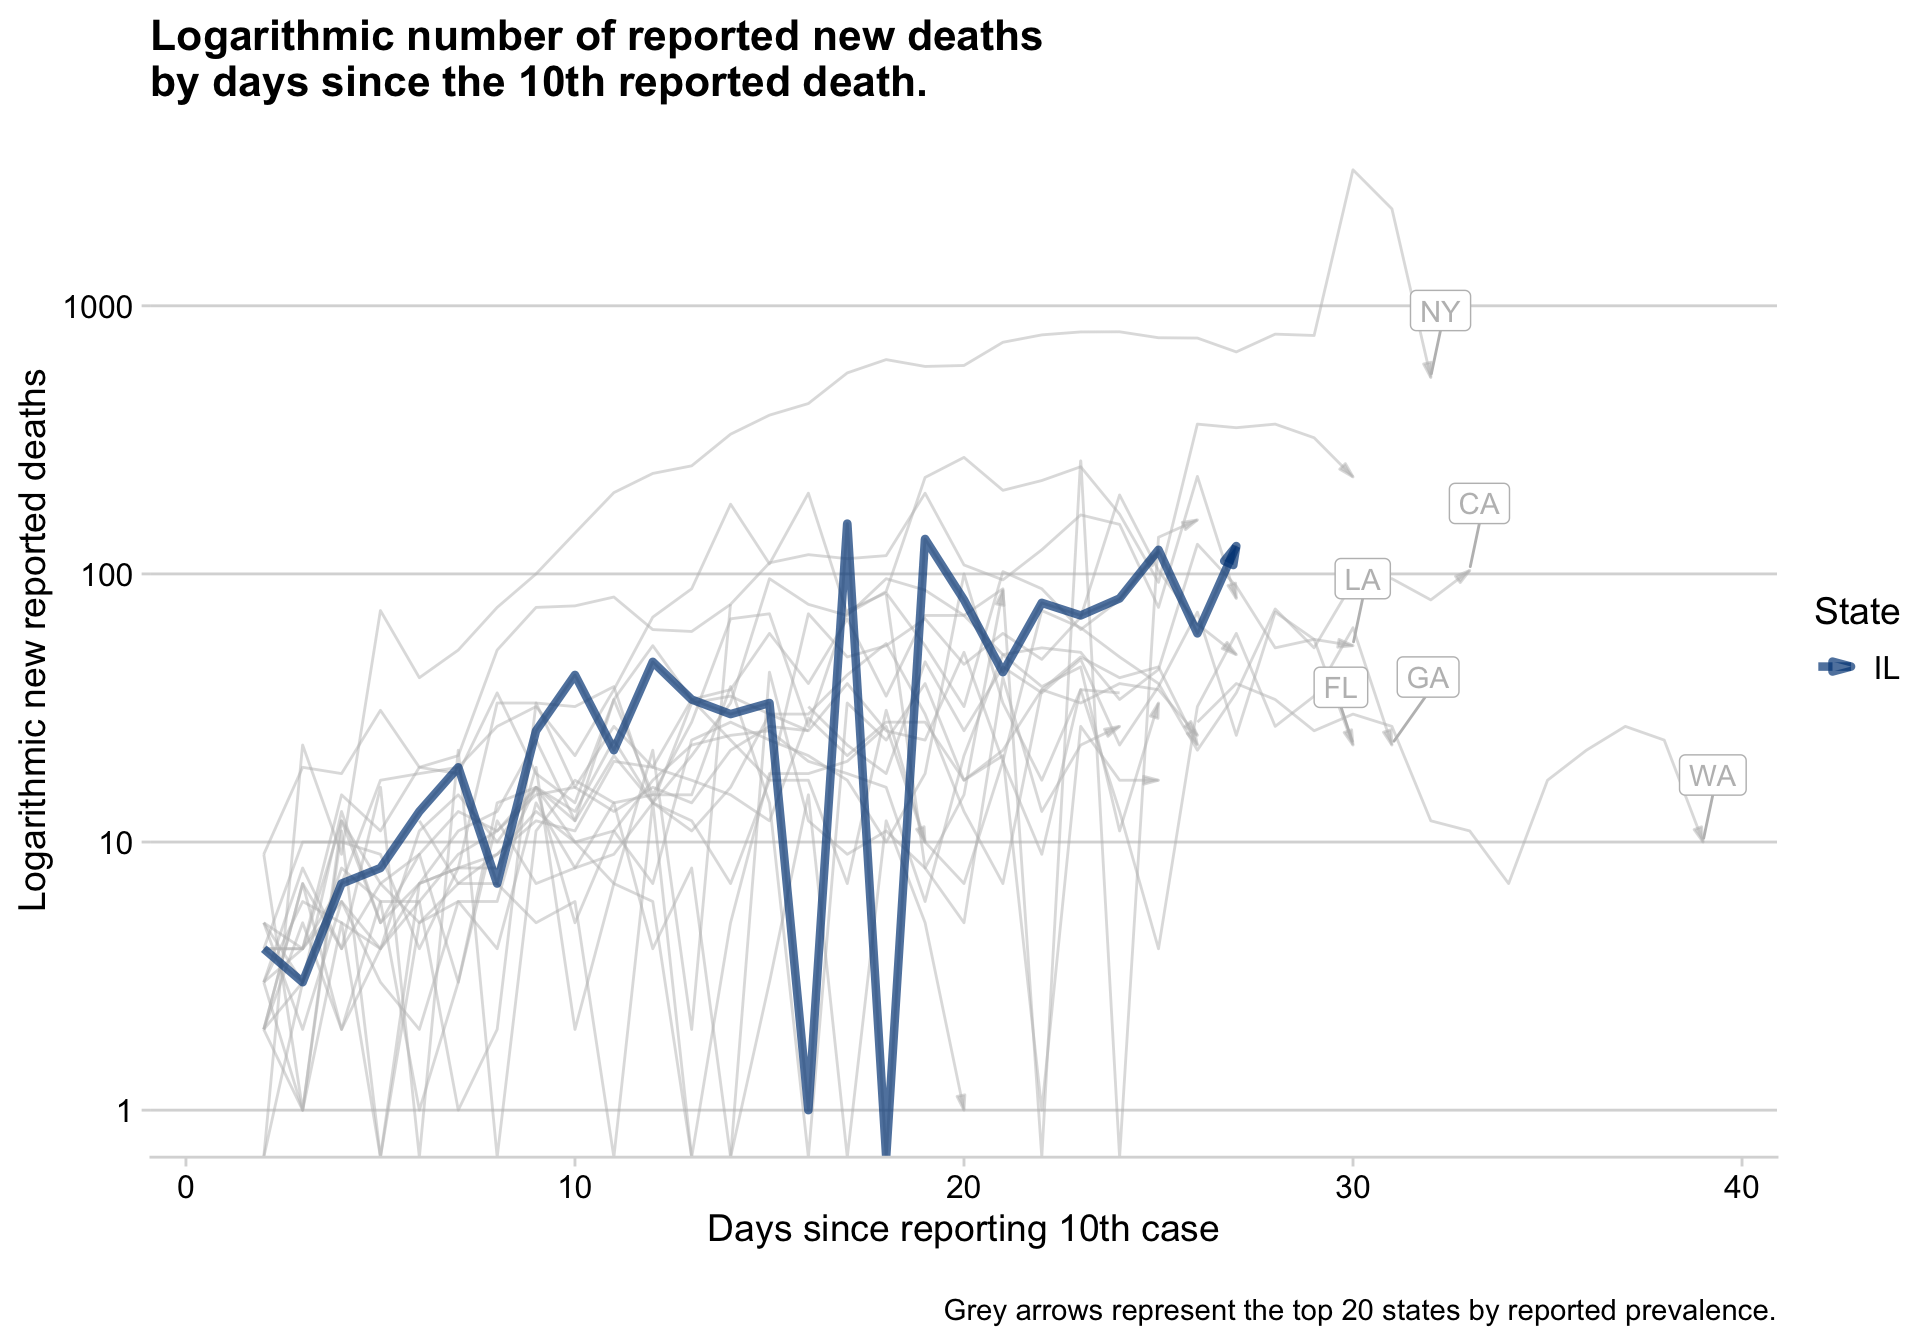 Logarithmic number of reported new deaths
by days since the 10th reported death.
Logarithmic new reported deaths
1000
100
10
1
NY
CA
LA
FL
GA
WA
State
IL
0
10
20
30
40
Days since reporting 10th case
Grey arrows represent the top 20 states by reported prevalence.